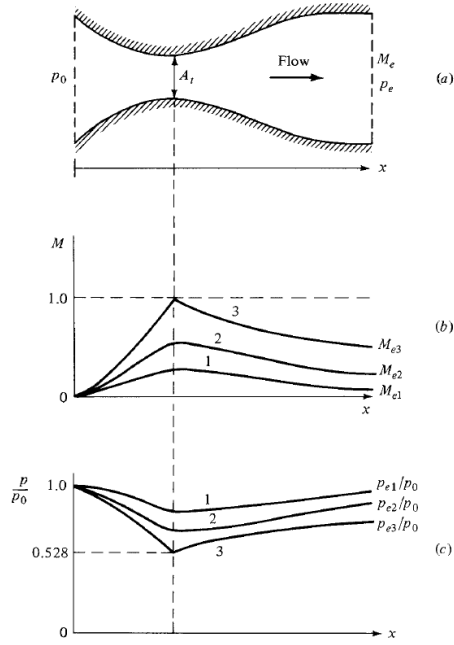 Flow
p₀
Aₜ
Mₑ
pₑ
(a)
x
M
1.0
3
2
1
Mₑ₃
Mₑ₂
Mₑ₁
(b)
0
x
p/p₀
1.0
1
2
3
pₑ₁/p₀
pₑ₂/p₀
pₑ₃/p₀
0.528
(c)
0
x